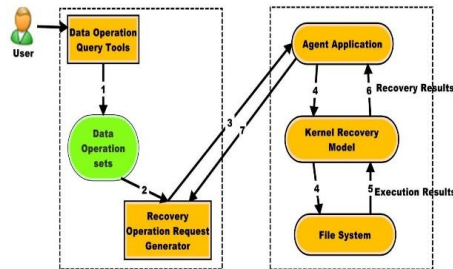 User
Data Operation
Query Tools
1
Data
Operation
sets
2
Recovery
Operation Request
Generator
3
7
Agent Application
4
6
Recovery Results
Kernel Recovery
Model
4
5
Execution Results
File System